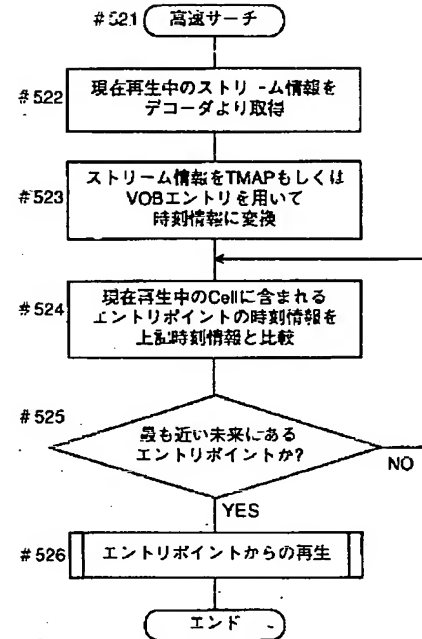 #521 高速サーチ
#522 現在再生中のストリーム情報を
デコーダより取得
#523 ストリーム情報をTMAPもしくは
VOBエントリを用いて
時刻情報に変換
#524 現在再生中のCellに含まれる
エントリポイントの時刻情報を
上記時刻情報と比較
#525
最も近い未来にある
エントリポイントか?
NO
YES
#526 エントリポイントからの再生
エンド